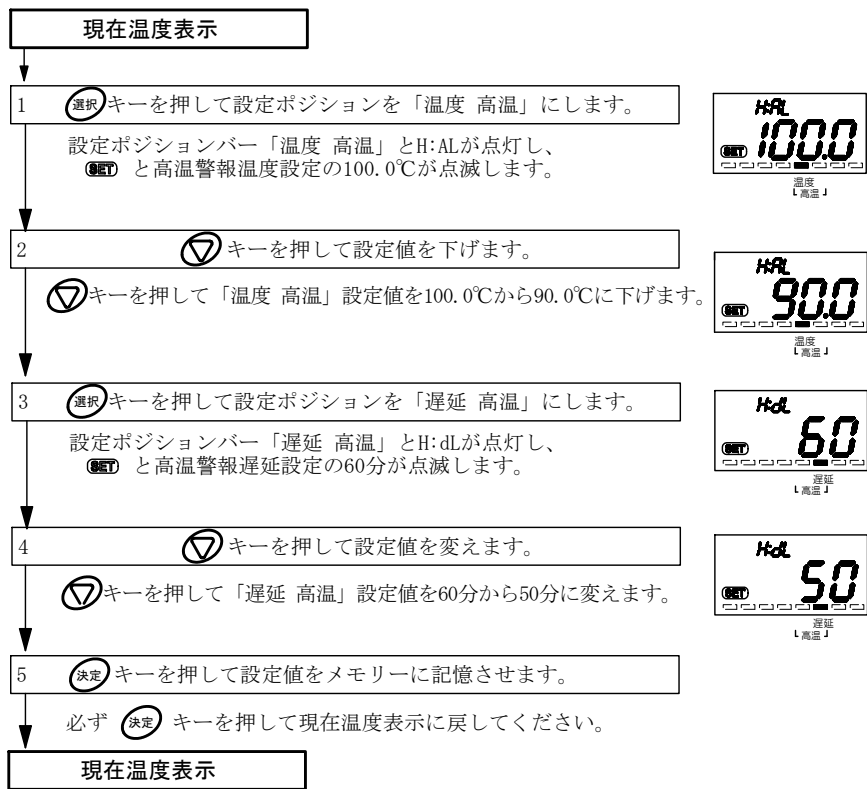 現在温度表示
1 選択キーを押して設定ポジションを「温度 高温」にします。
設定ポジションバー「温度 高温」とH:ALが点灯し、
SET と高温警報温度設定の100.0℃が点滅します。
H:AL
SET 100.0
温度
┗高温┛
2 ▽キーを押して設定値を下げます。
▽キーを押して「温度 高温」設定値を100.0℃から90.0℃に下げます。
H:AL
SET 90.0
温度
┗高温┛
3 選択キーを押して設定ポジションを「遅延 高温」にします。
設定ポジションバー「遅延 高温」とH:dLが点灯し、
SET と高温警報遅延設定の60分が点滅します。
H:dL
SET 60
遅延
┗高温┛
4 ▽キーを押して設定値を変えます。
▽キーを押して「遅延 高温」設定値を60分から50分に変えます。
H:dL
SET 50
遅延
┗高温┛
5 決定キーを押して設定値をメモリーに記憶させます。
必ず 決定 キーを押して現在温度表示に戻してください。
現在温度表示